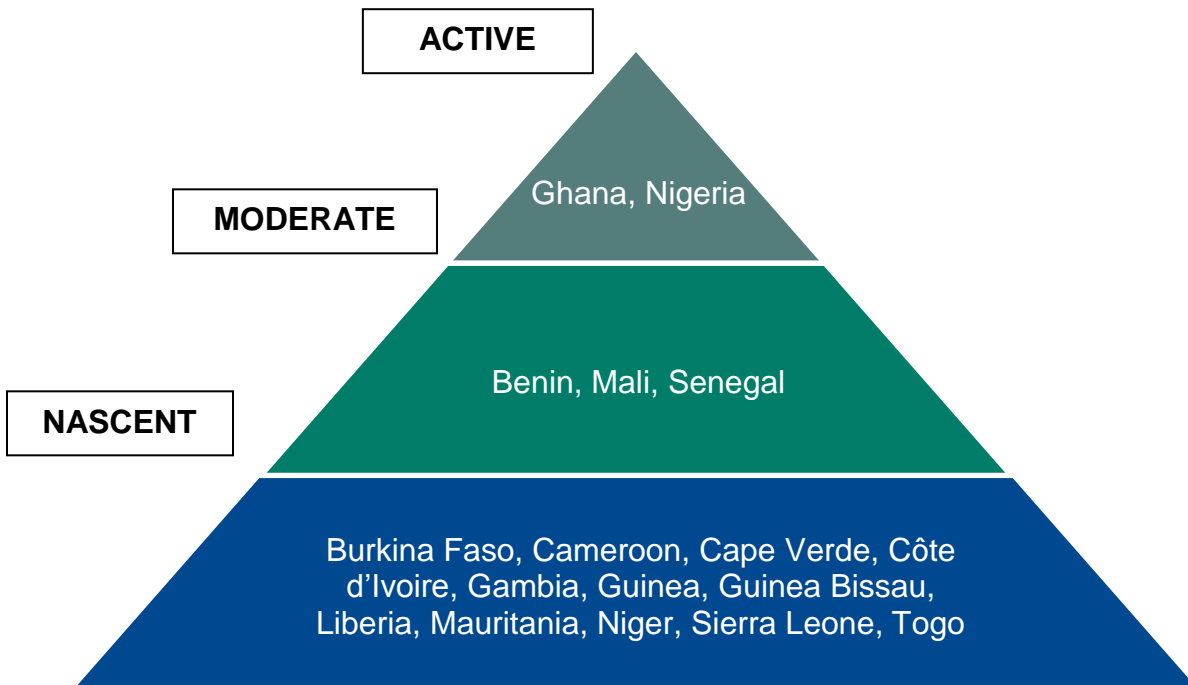 ACTIVE
Ghana, Nigeria
MODERATE
Benin, Mali, Senegal
NASCENT
Burkina Faso, Cameroon, Cape Verde, Côte
d’Ivoire, Gambia, Guinea, Guinea Bissau,
Liberia, Mauritania, Niger, Sierra Leone, Togo